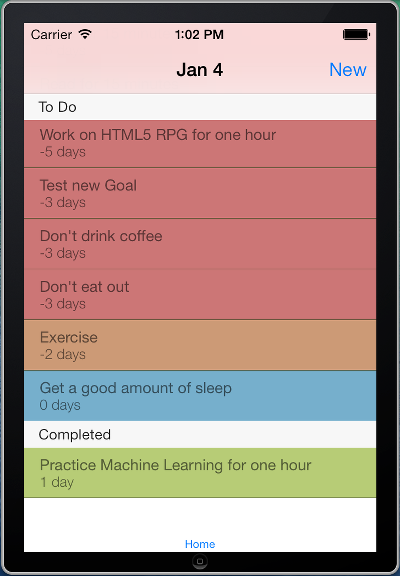 Carrier 1:02 PM
Jan 4 New
To Do
Work on HTML5 RPG for one hour
-5 days
Test new Goal
-3 days
Don't drink coffee
-3 days
Don't eat out
-3 days
Exercise
-2 days
Get a good amount of sleep
0 days
Completed
Practice Machine Learning for one hour
1 day
Home